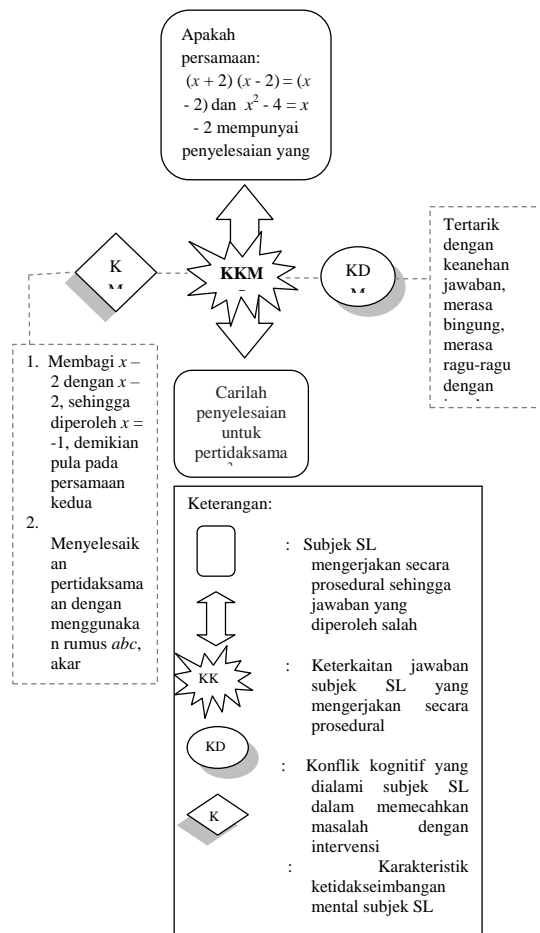 Apakah
persamaan:
(x + 2) (x - 2) = (x
- 2) dan x² - 4 = x
- 2 mempunyai
penyelesaian yang
K
KKM
KD
Tertarik
dengan
keanehan
jawaban,
merasa
bingung,
merasa
ragu-ragu
dengan
1. Membagi x –
2 dengan x –
2, sehingga
diperoleh x =
-1, demikian
pula pada
persamaan
kedua
2.
Menyelesaik
an
pertidaksama
an dengan
menggunaka
n rumus abc,
akar
Carilah
penyelesaian
untuk
pertidaksama
Keterangan:
: Subjek SL
mengerjakan secara
prosedural sehingga
jawaban yang
diperoleh salah
KK
: Keterkaitan jawaban
subjek SL yang
mengerjakan secara
prosedural
KD
: Konflik kognitif yang
dialami subjek SL
dalam memecahkan
masalah dengan
intervensi
K
: Karakteristik
ketidakseimbangan
mental subjek SL